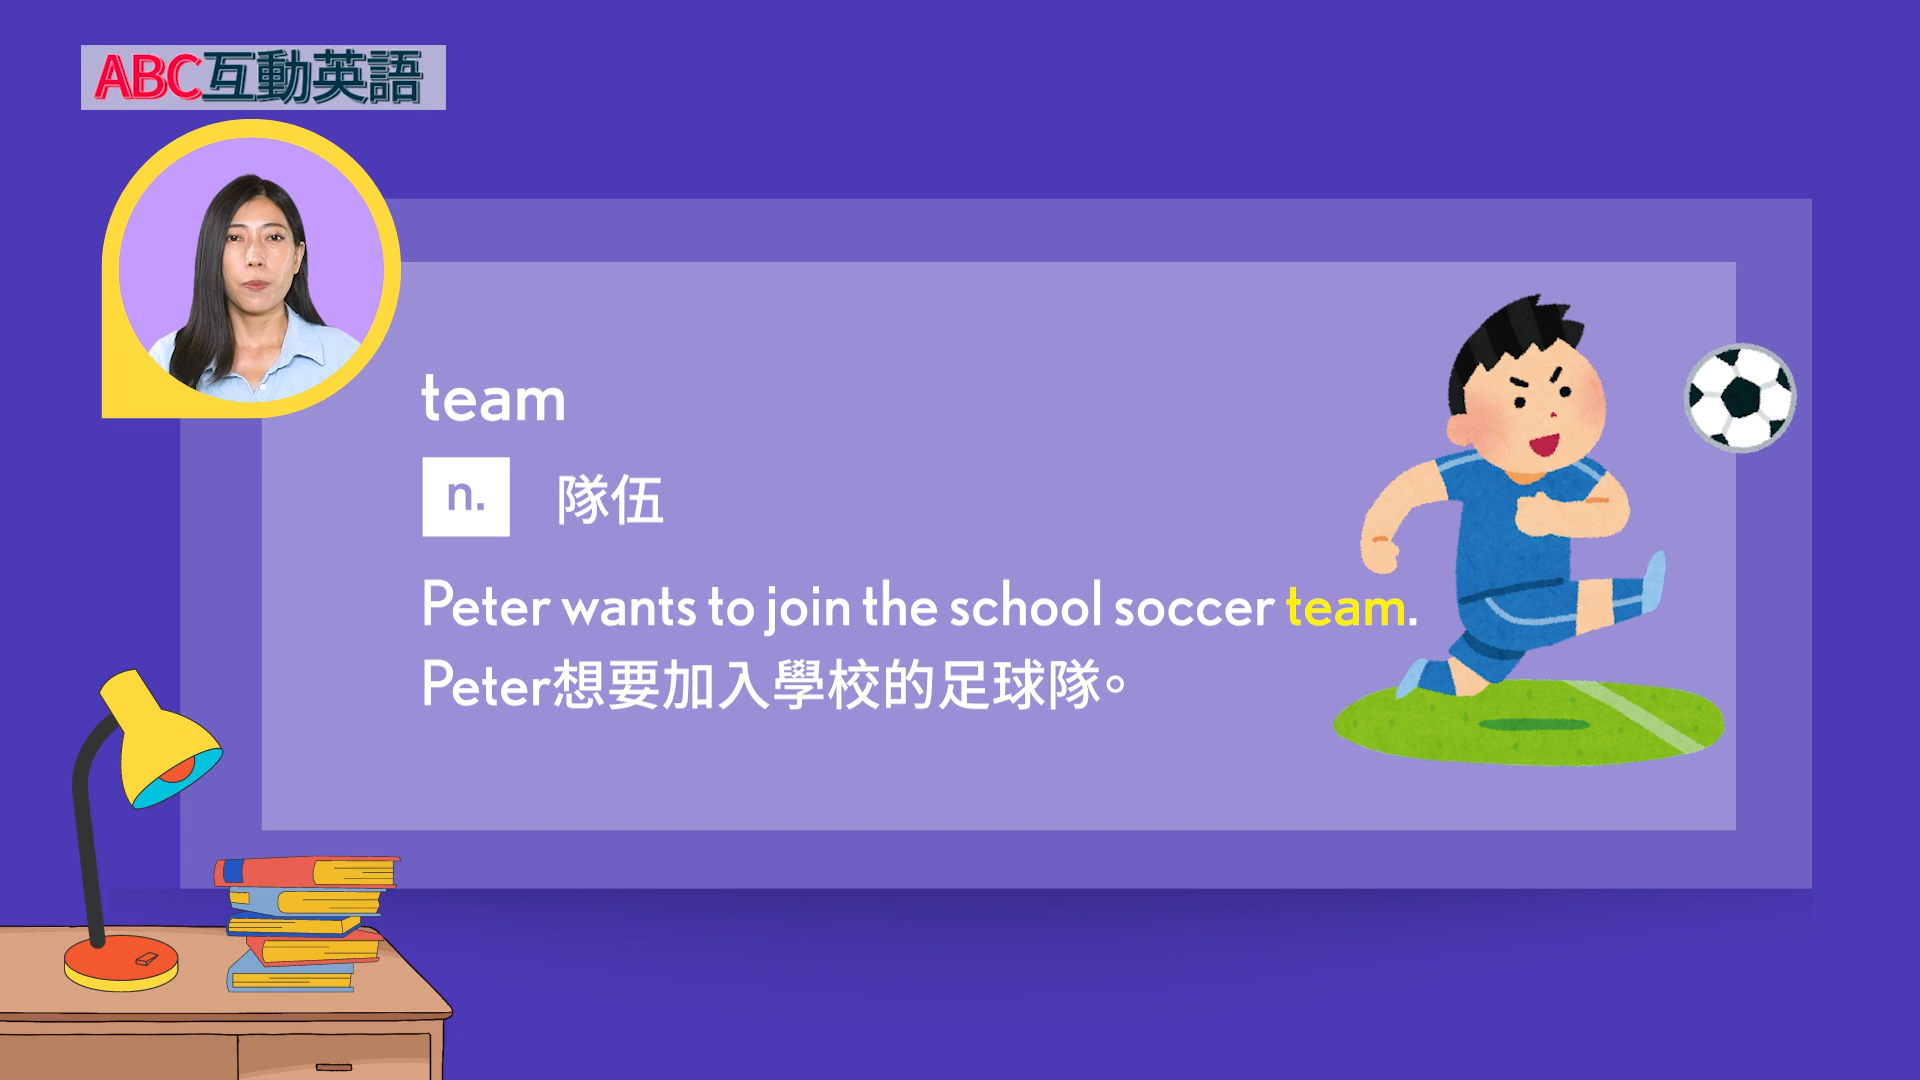 ABC互動英語
team
n. 隊伍
Peter wants to join the school soccer team.
Peter想要加入學校的足球隊。